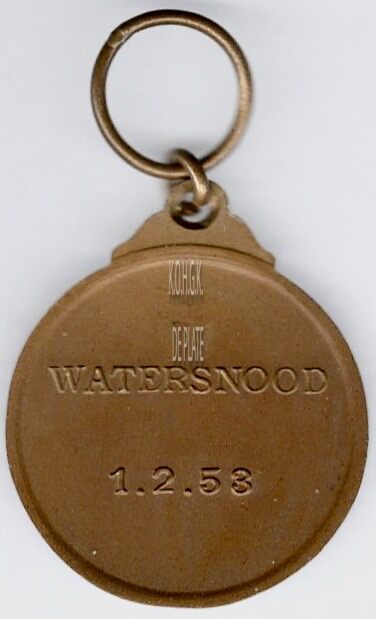 K.O.H.G.K.
DE PLATE
WATERSNOOD
1.2.53